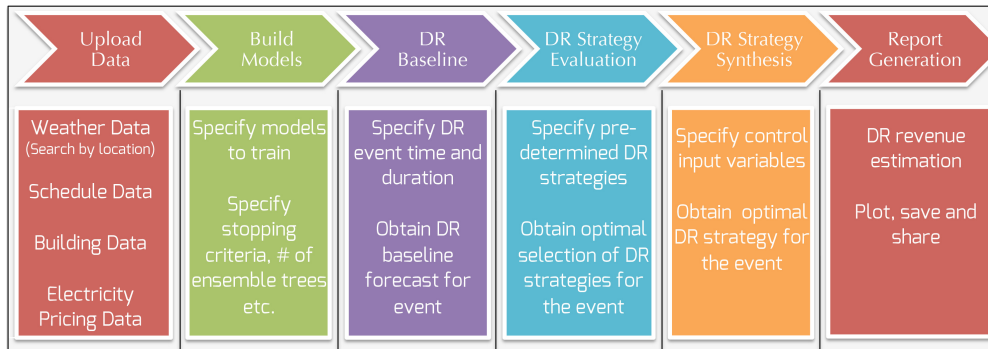 Upload
Data
Build
Models
DR
Baseline
DR Strategy
Evaluation
DR Strategy
Synthesis
Report
Generation
Weather Data
(Search by location)
Schedule Data
Building Data
Electricity
Pricing Data
Specify models
to train
Specify
stopping
criteria, # of
ensemble trees
etc.
Specify DR
event time and
duration
Obtain DR
baseline
forecast for
event
Specify pre-
determined DR
strategies
Obtain optimal
selection of DR
strategies for
the event
Specify control
input variables
Obtain optimal
DR strategy for
the event
DR revenue
estimation
Plot, save and
share